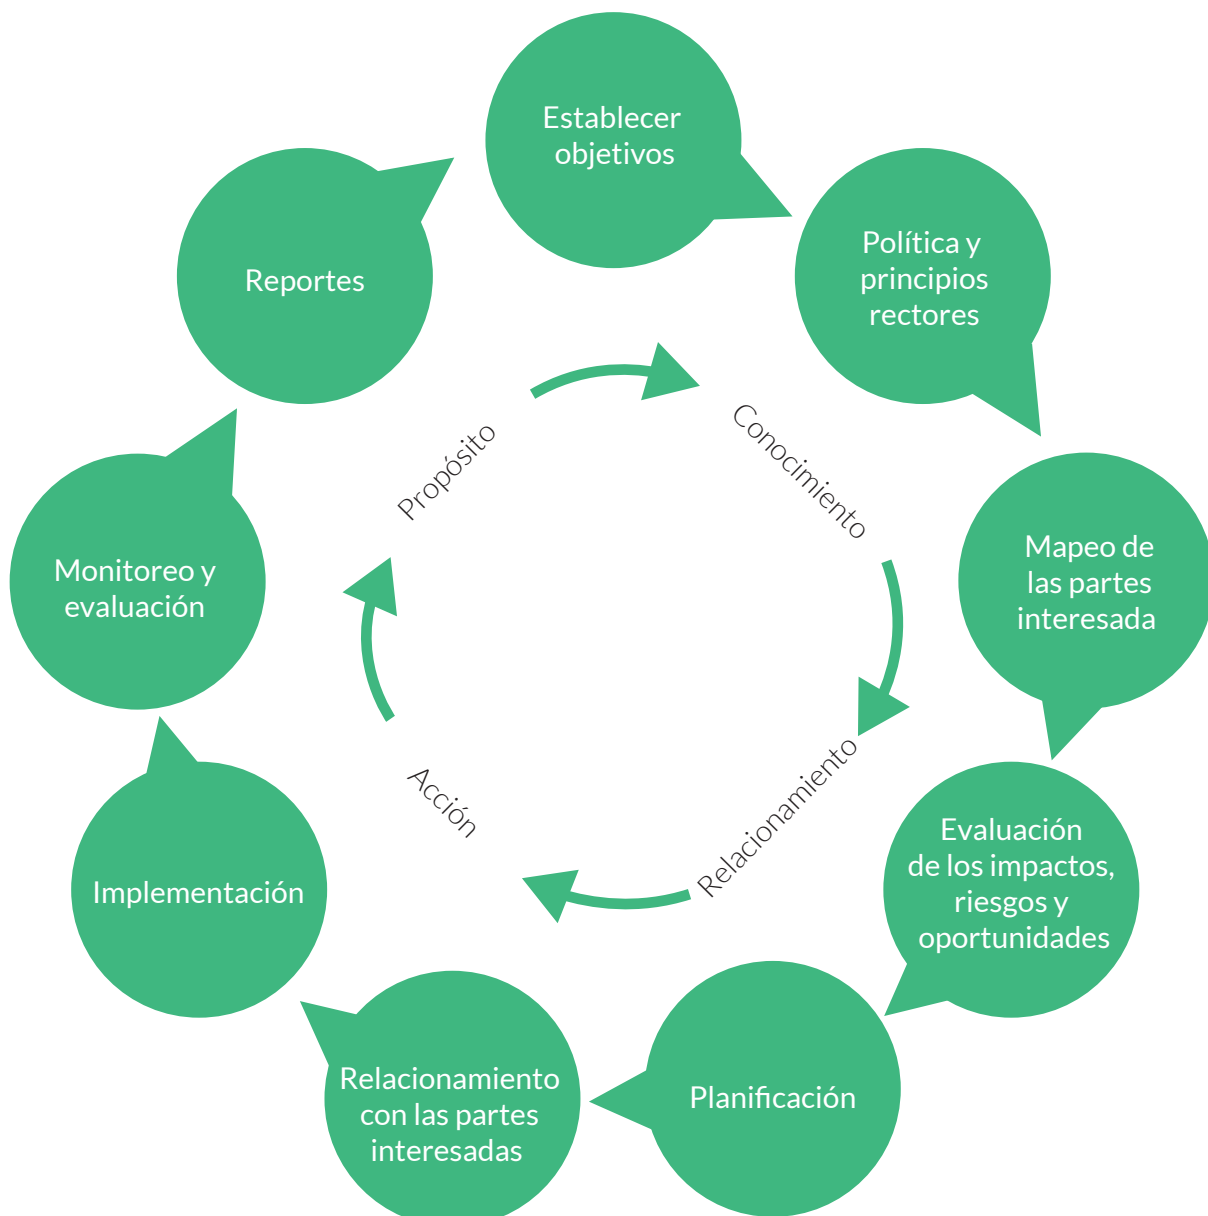 Establecer
objetivos
Política y
principios
rectores
Mapeo de
las partes
interesada
Evaluación
de los impactos,
riesgos y
oportunidades
Planificación
Relacionamiento
con las partes
interesadas
Implementación
Monitoreo y
evaluación
Reportes
Propósito
Conocimiento
Relacionamiento
Acción